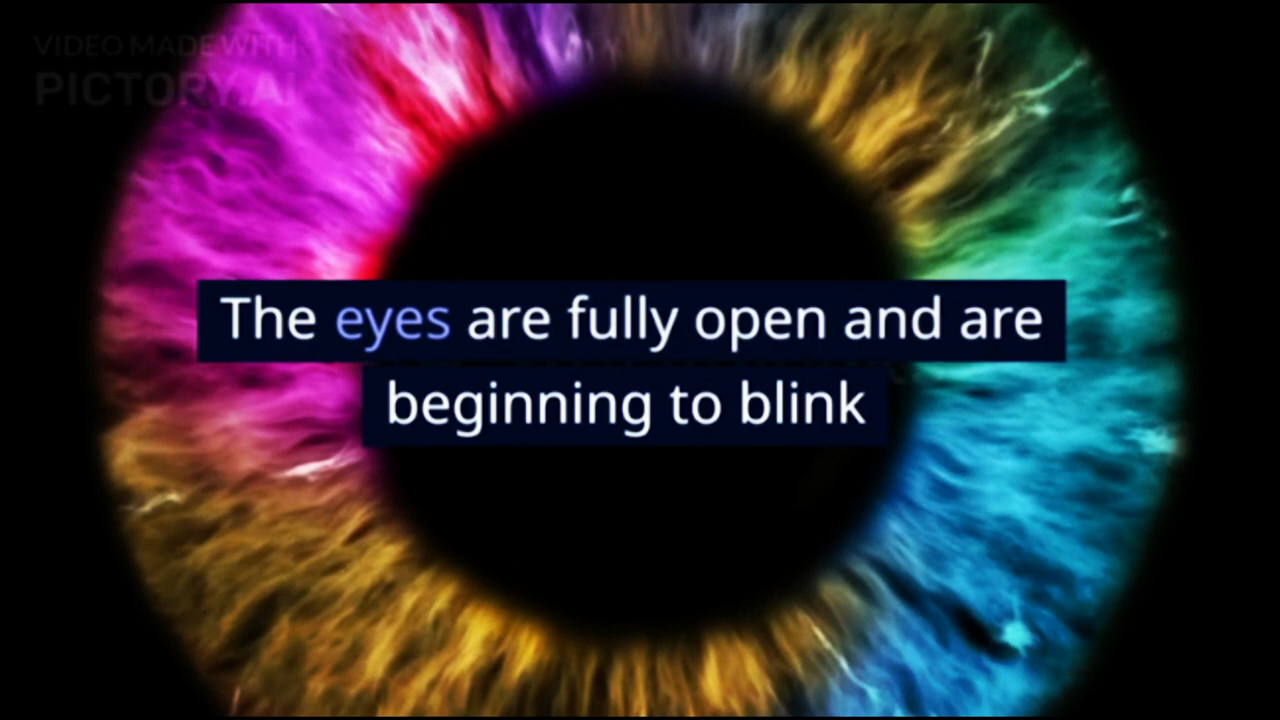 VIDEO MADE WITH
PICTORY.AI
The eyes are fully open and are
beginning to blink